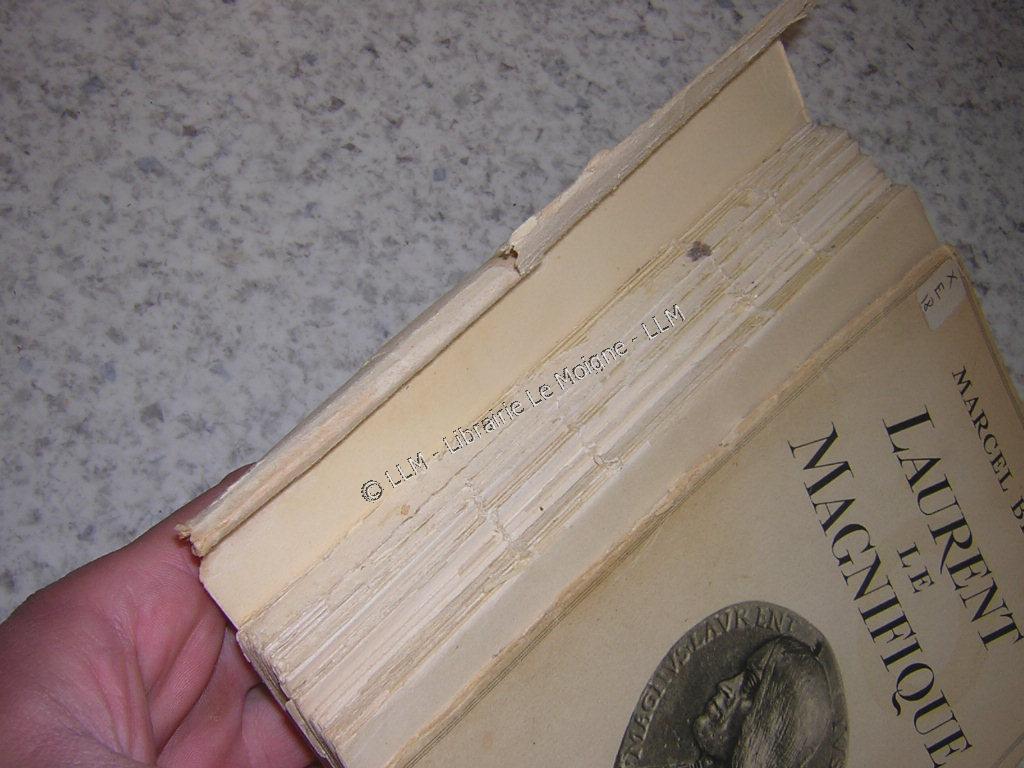 MARCEL B
LAURENT
LE
MAGNIFIQUE
© LLM - Librairie Le Moigne - LLM